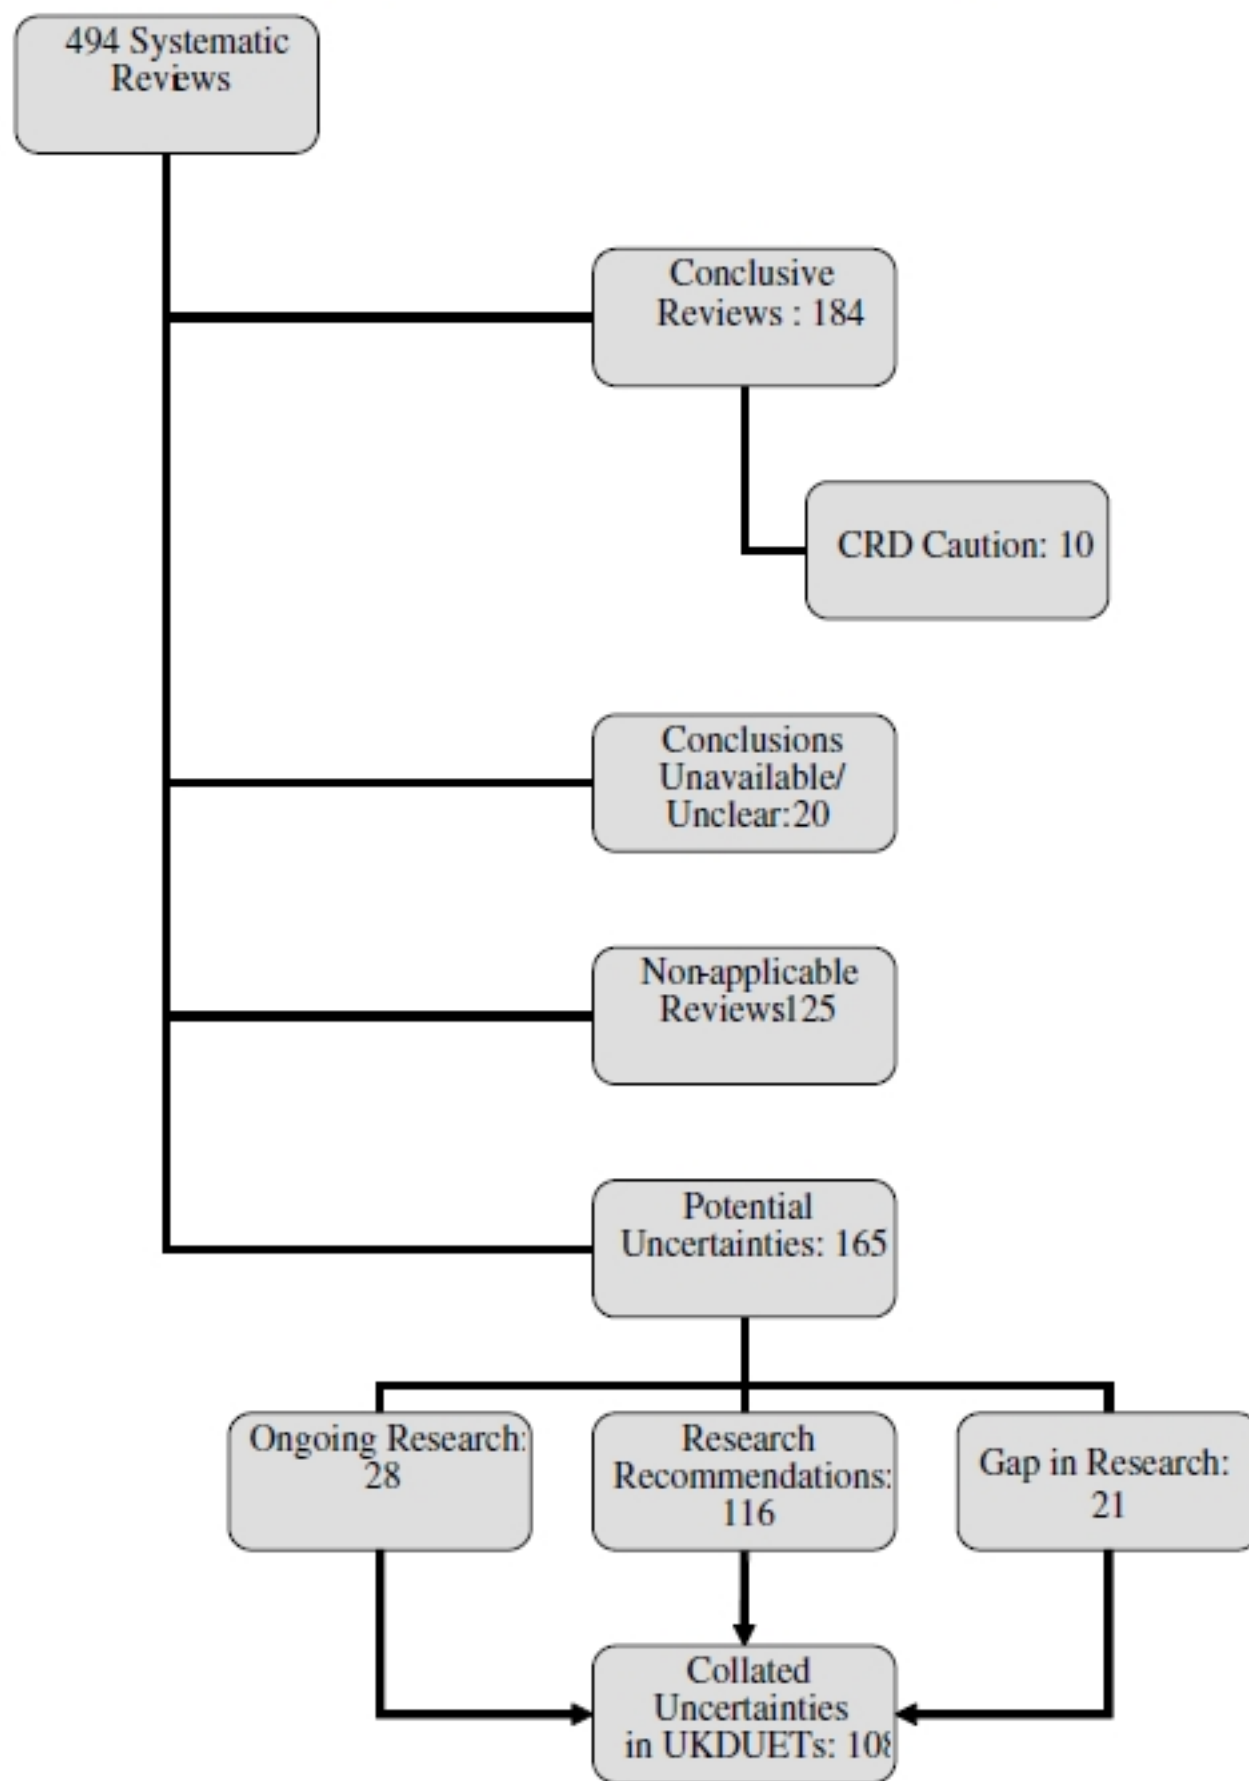 494 Systematic
Reviews
Conclusive
Reviews : 184
CRD Caution: 10
Conclusions
Unavailable/
Unclear:20
Non-applicable
Reviews125
Potential
Uncertainties: 165
Ongoing Research:
28
Research
Recommendations:
116
Gap in Research:
21
Collated
Uncertainties
in UKDUETs: 108